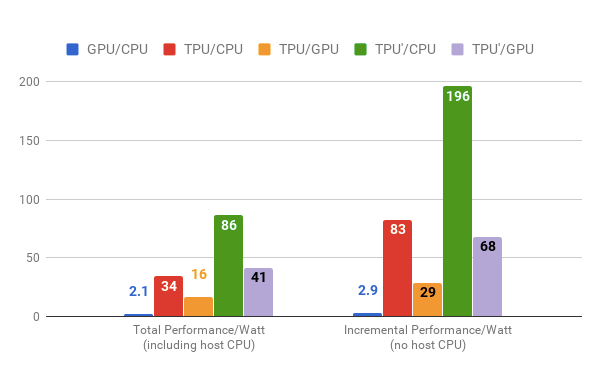 GPU/CPU TPU/CPU TPU/GPU TPU'/CPU TPU'/GPU
200
150
100
50
0
2.1 34 16 86 41
2.9 83 29 196 68
Total Performance/Watt
(including host CPU)
Incremental Performance/Watt
(no host CPU)